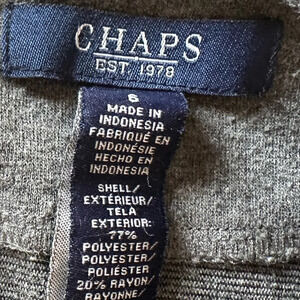 CHAPS
EST. 1978
6
MADE IN
INDONESIA
FABRIQUÉ EN
INDONÉSIE
HECHO EN
INDONESIA
SHELL/
EXTÉRIEUR/
TELA
EXTERIOR:
77%
POLYESTER/
POLYESTER/
POLIÉSTER
20% RAYON/
RAYONNE/